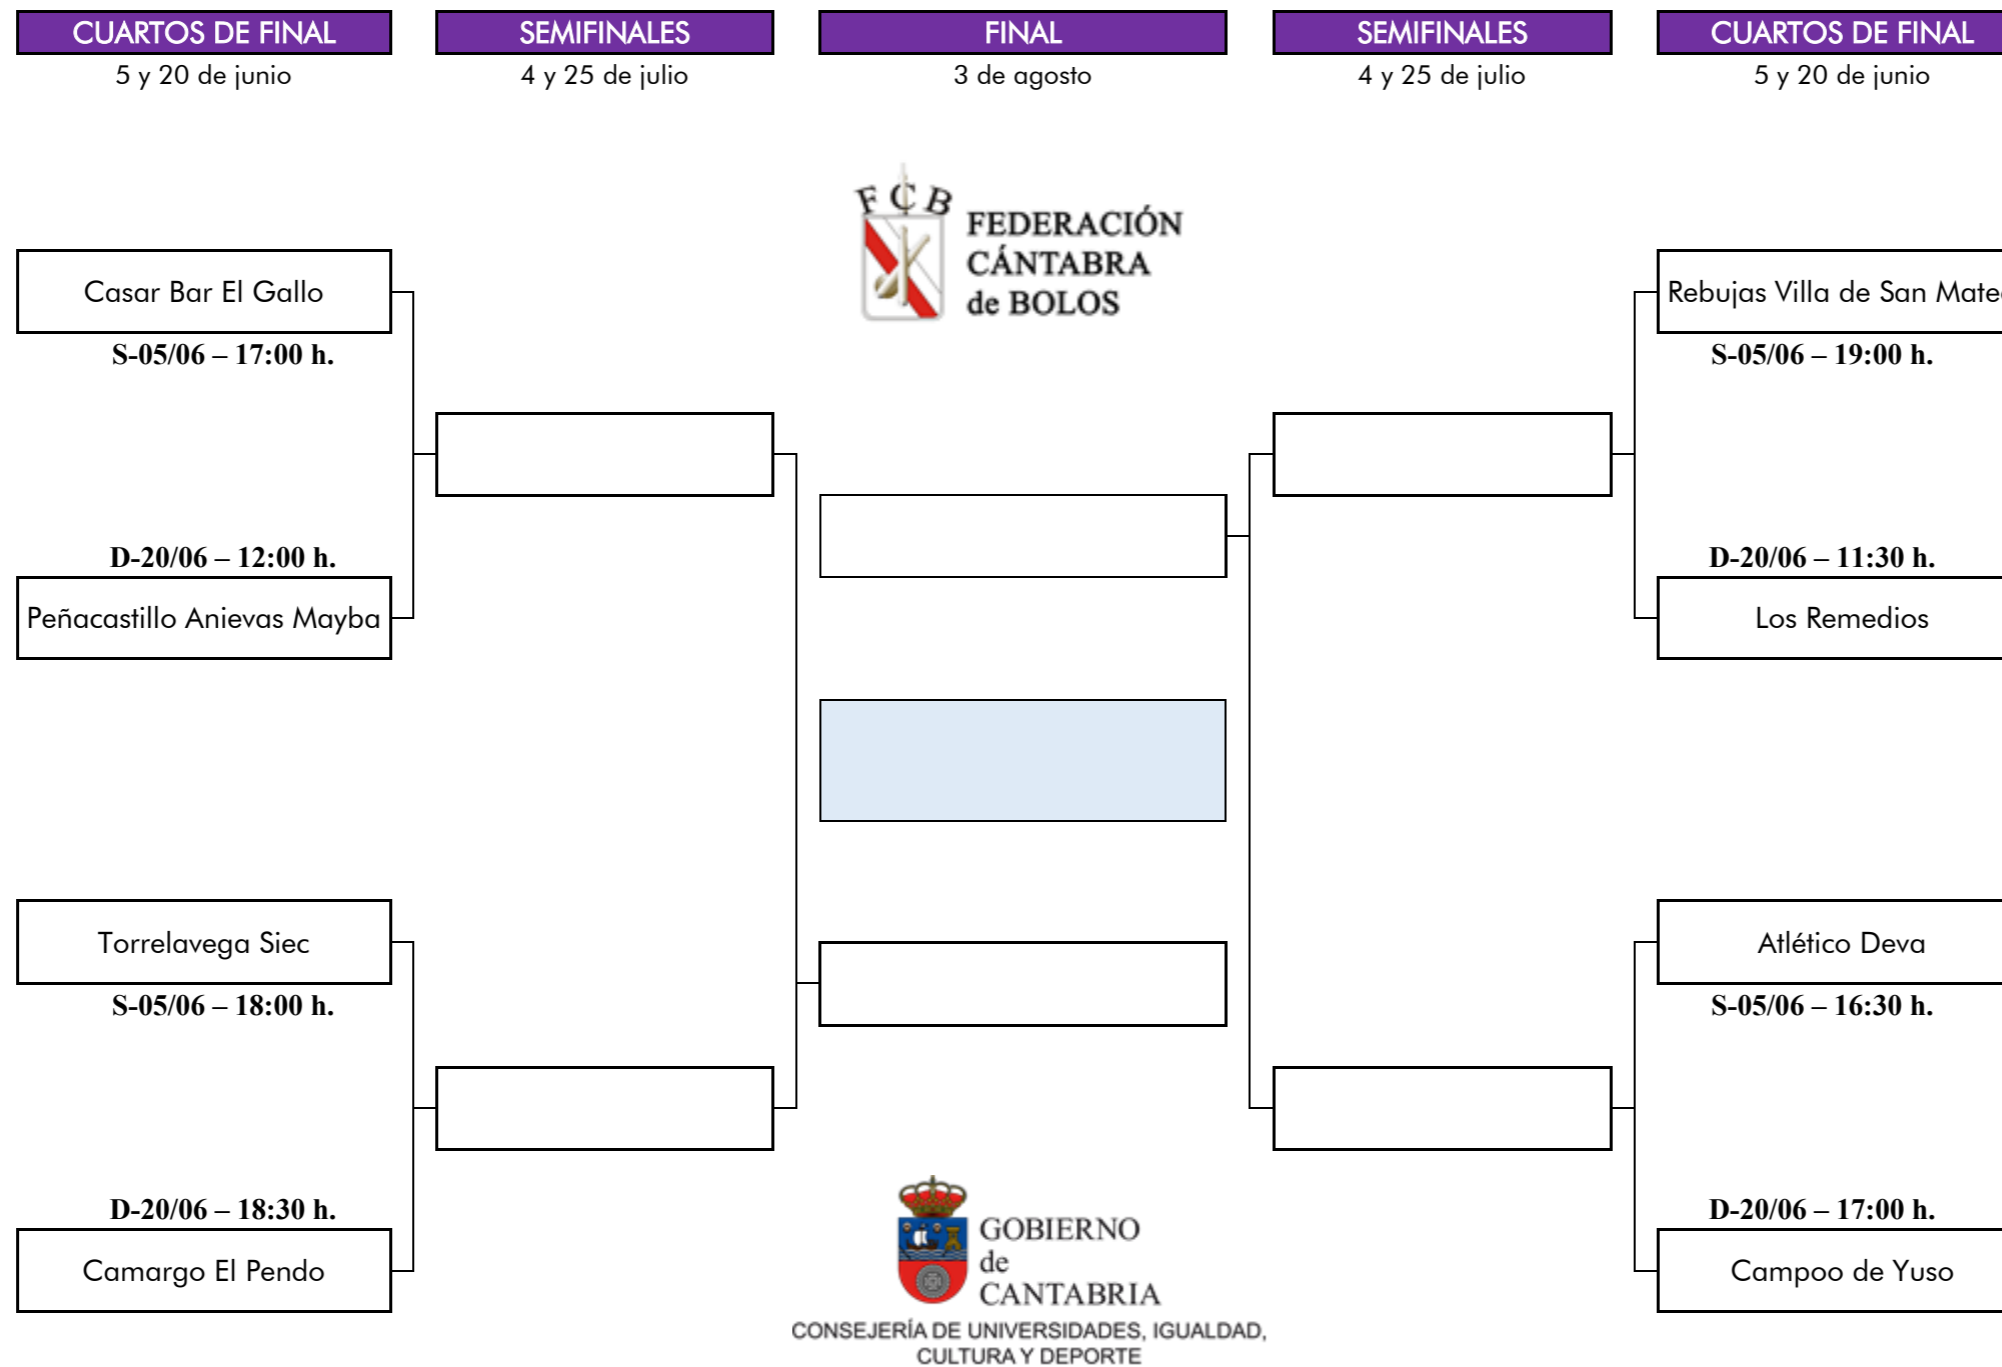 CUARTOS DE FINAL
SEMIFINALES
FINAL
SEMIFINALES
CUARTOS DE FINAL
5 y 20 de junio
4 y 25 de julio
3 de agosto
4 y 25 de julio
5 y 20 de junio
FCB
FEDERACIÓN
CÁNTABRA
de BOLOS
Casar Bar El Gallo
Rebujas Villa de San Mate
S-05/06 – 17:00 h.
S-05/06 – 19:00 h.
D-20/06 – 12:00 h.
D-20/06 – 11:30 h.
Peñacastillo Anievas Mayba
Los Remedios
Torrelavega Siec
Atlético Deva
S-05/06 – 18:00 h.
S-05/06 – 16:30 h.
D-20/06 – 18:30 h.
D-20/06 – 17:00 h.
Camargo El Pendo
Campoo de Yuso
GOBIERNO
de
CANTABRIA
CONSEJERÍA DE UNIVERSIDADES, IGUALDAD,
CULTURA Y DEPORTE